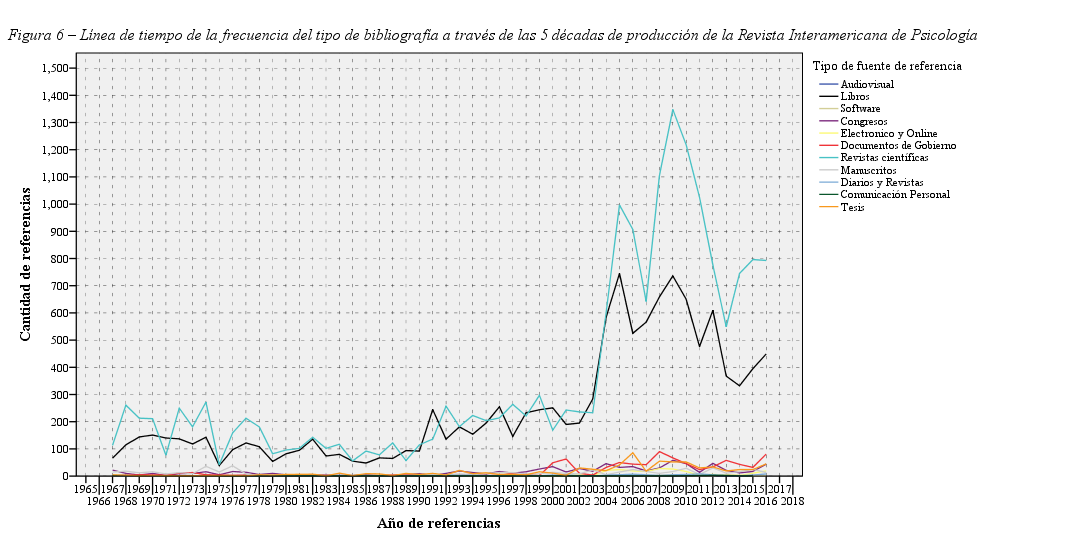 Figura 6 – Línea de tiempo de la frecuencia del tipo de bibliografía a través de las 5 décadas de producción de la Revista Interamericana de Psicología
Tipo de fuente de referencia
Audiovisual
Libros
Software
Congresos
Electronico y Online
Documentos de Gobierno
Revistas cientificas
Manuscritos
Diarios y Revistas
Comunicación Personal
Tesis
Cantidad de referencias
1,500
1,400
1,300
1,200
1,100
1,000
900
800
700
600
500
400
300
200
100
0
1965 1967 1969 1971 1973 1975 1977 1979 1981 1983 1985 1987 1989 1991 1993 1995 1997 1999 2001 2003 2005 2007 2009 2011 2013 2015 2017
1966 1968 1970 1972 1974 1976 1978 1980 1982 1984 1986 1988 1990 1992 1994 1996 1998 2000 2002 2004 2006 2008 2010 2012 2014 2016 2018
Año de referencias